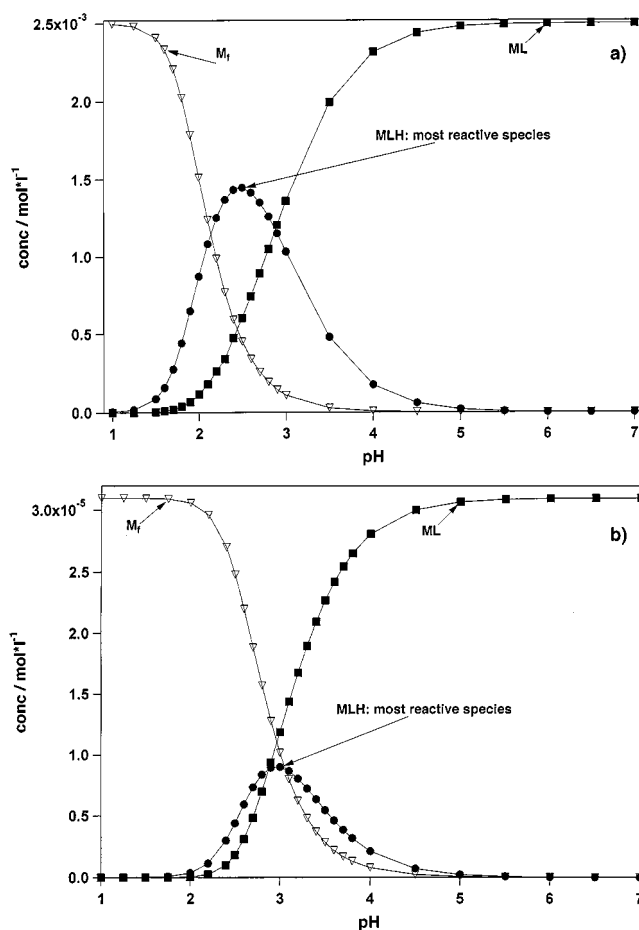 2.5x10⁻³
M_f
ML
a)
2.0
MLH: most reactive species
1.5
conc / mol*l⁻¹
1.0
0.5
0.0
1 2 3 4 5 6 7
pH
3.0x10⁻⁵
M_f
ML
b)
2.5
2.0
MLH: most reactive species
conc / mol*l⁻¹
1.5
1.0
0.5
0.0
1 2 3 4 5 6 7
pH